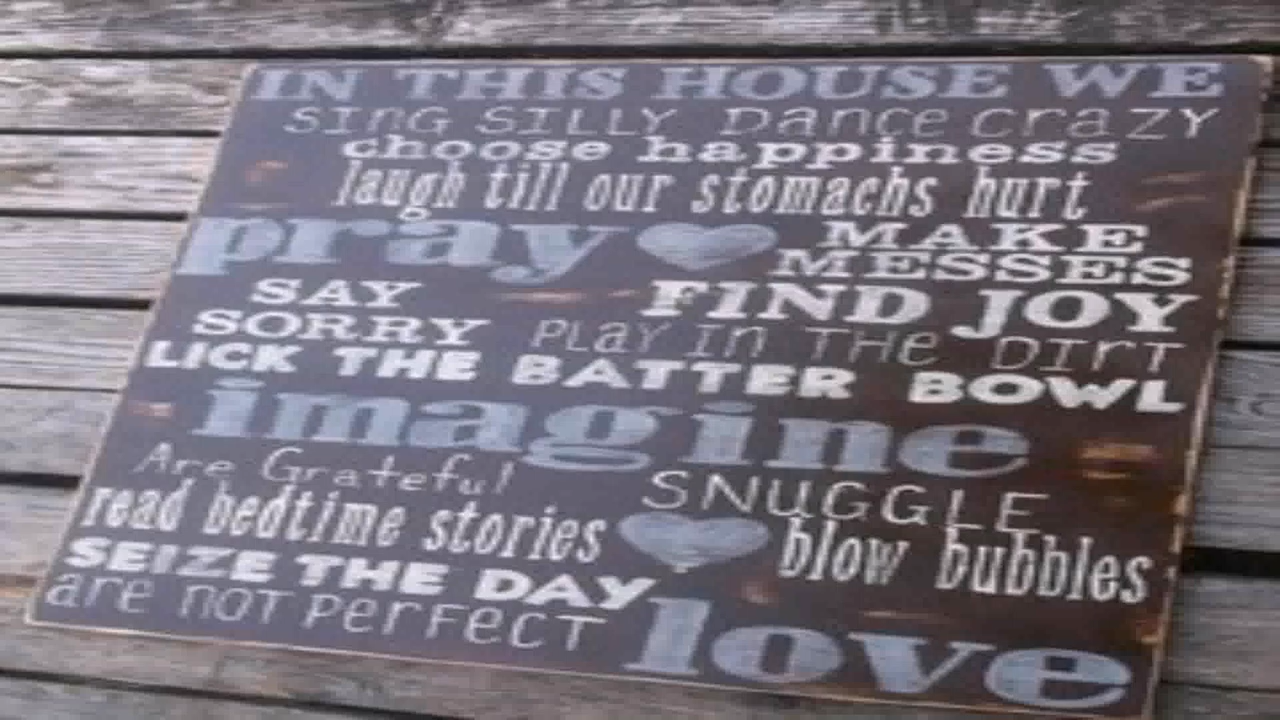 IN THIS HOUSE WE
SING SILLY Dance crazy
choose happiness
laugh till our stomachs hurt
pray MAKE
MESSES
SAY
SORRY
FIND JOY
PLAY IN THe DIrT
LICK THE BATTER BOWL
imagine
Are Grateful
SNuGGLE
read bedtime stories
blow bubbles
SEIZE THE DAY
are noT PerFecT
love